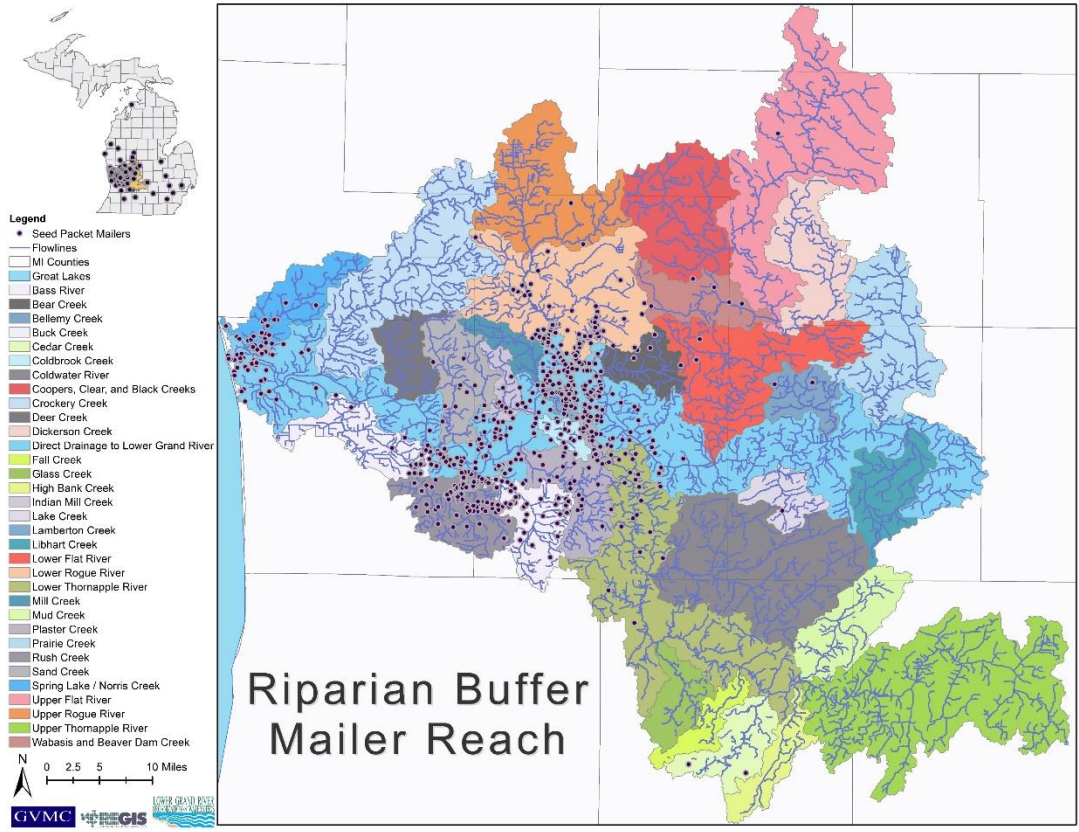 Legend
Seed Packet Mailers
Flowlines
MI Counties
Great Lakes
Bass River
Bear Creek
Bellemy Creek
Buck Creek
Cedar Creek
Coldbrook Creek
Coldwater River
Coopers, Clear, and Black Creeks
Crockery Creek
Deer Creek
Dickerson Creek
Direct Drainage to Lower Grand River
Fall Creek
Glass Creek
High Bank Creek
Indian Mill Creek
Lake Creek
Lamberton Creek
Libhart Creek
Lower Flat River
Lower Rogue River
Lower Thornapple River
Mill Creek
Mud Creek
Plaster Creek
Prairie Creek
Rush Creek
Sand Creek
Spring Lake / Norris Creek
Upper Flat River
Upper Rogue River
Upper Thornapple River
Wabasis and Beaver Dam Creek
N
0 2.5 5 10 Miles
GVMC
REGIS
LOWER GRAND RIVER
Riparian Buffer
Mailer Reach